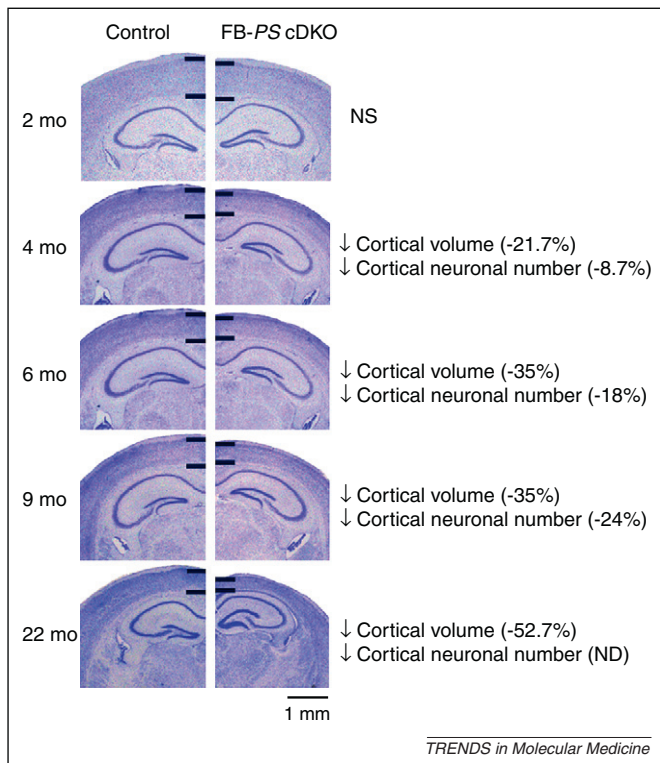 Control FB-PS cDKO
2 mo NS
4 mo ↓ Cortical volume (-21.7%)
↓ Cortical neuronal number (-8.7%)
6 mo ↓ Cortical volume (-35%)
↓ Cortical neuronal number (-18%)
9 mo ↓ Cortical volume (-35%)
↓ Cortical neuronal number (-24%)
22 mo ↓ Cortical volume (-52.7%)
↓ Cortical neuronal number (ND)
1 mm
TRENDS in Molecular Medicine